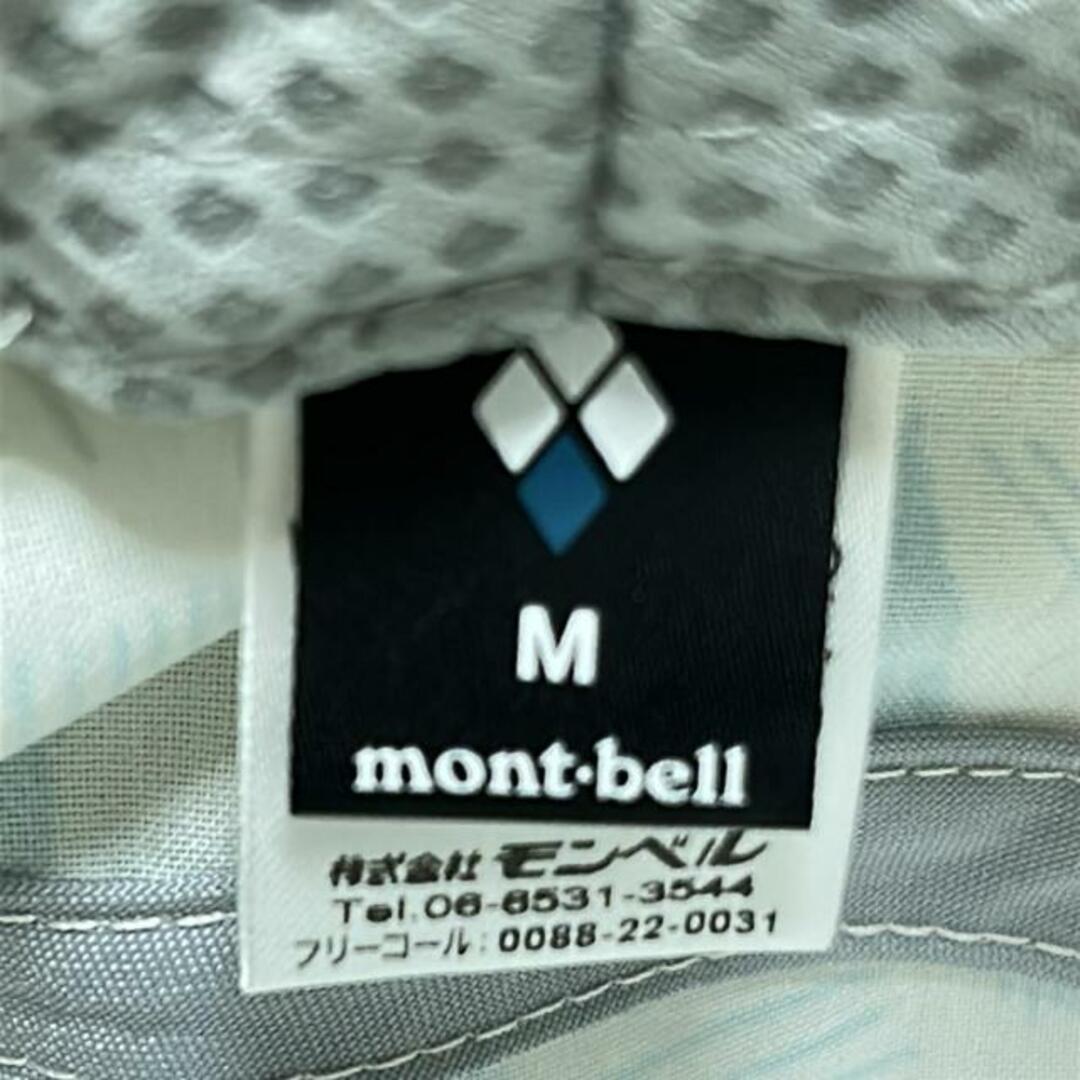 M
mont·bell
株式会社 モンベル
Tel.06-6531-3544
フリーコール:0088-22-0031